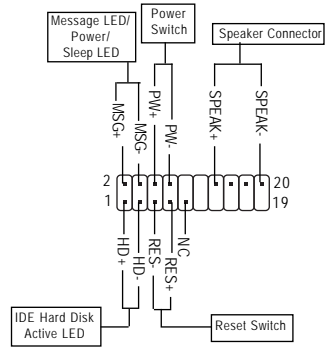 Message LED/
Power/
Sleep LED
Power
Switch
Speaker Connector
MSG+
MSG-
PW+
PW-
SPEAK+
SPEAK-
2
20
1
19
HD+
HD-
RES-
RES+
NC
IDE Hard Disk
Active LED
Reset Switch